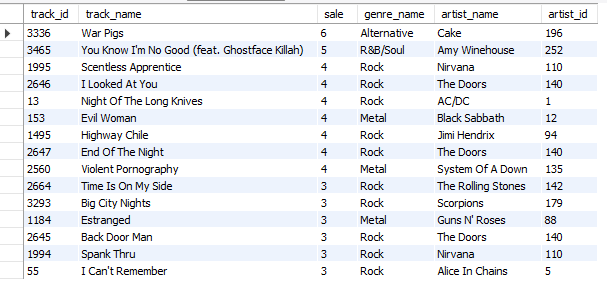 track_id track_name sale genre_name artist_name artist_id
3336 War Pigs 6 Alternative Cake 196
3465 You Know I'm No Good (feat. Ghostface Killah) 5 R&B/Soul Amy Winehouse 252
1995 Scentless Apprentice 4 Rock Nirvana 110
2646 I Looked At You 4 Rock The Doors 140
13 Night Of The Long Knives 4 Rock AC/DC 1
153 Evil Woman 4 Metal Black Sabbath 12
1495 Highway Chile 4 Rock Jimi Hendrix 94
2647 End Of The Night 4 Rock The Doors 140
2560 Violent Pornography 4 Metal System Of A Down 135
2664 Time Is On My Side 3 Rock The Rolling Stones 142
3293 Big City Nights 3 Rock Scorpions 179
1184 Estranged 3 Metal Guns N' Roses 88
2645 Back Door Man 3 Rock The Doors 140
1994 Spank Thru 3 Rock Nirvana 110
55 I Can't Remember 3 Rock Alice In Chains 5